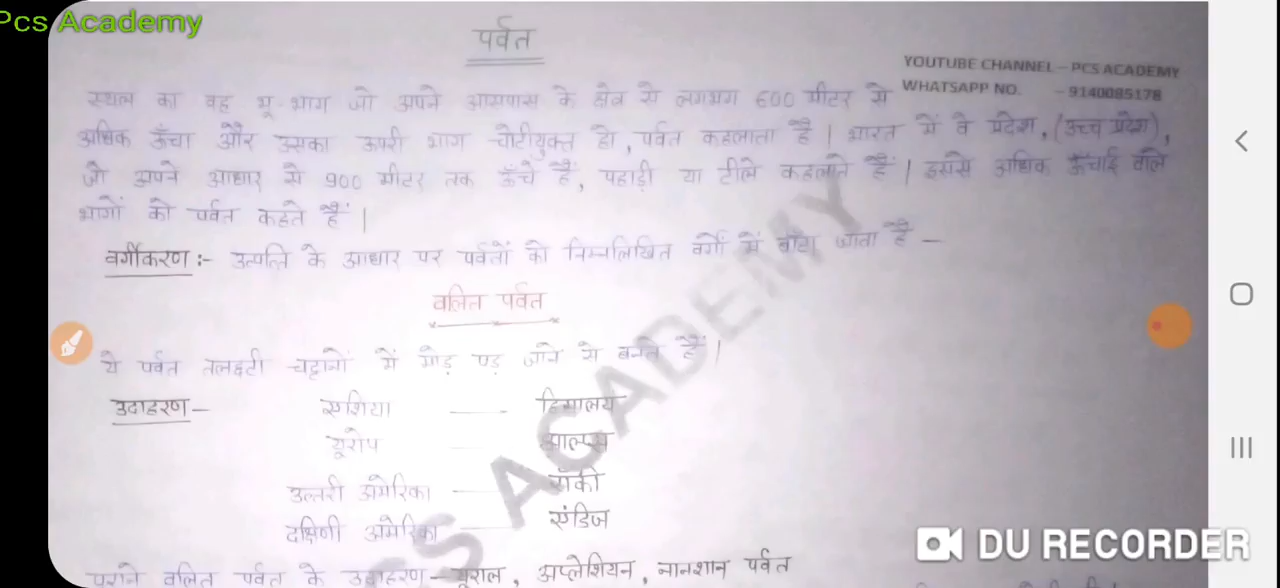 Pcs Academy
पर्वत
YOUTUBE CHANNEL - PCS ACADEMY
WHATSAPP NO. - 9140085178
स्थल का वह भू-भाग जो अपने आसपास के क्षेत्र से लगभग 600 मीटर से
अधिक ऊँचा और उसका ऊपरी भाग चोटीयुक्त हो, पर्वत कहलाता है। भारत में वे प्रदेश, (उच्च प्रदेश),
जो अपने आधार से 900 मीटर तक ऊँचे हैं, पहाड़ी या टीले कहलाते हैं। इससे अधिक ऊँचाई वाले
भागों को पर्वत कहते हैं।
वर्गीकरण :- उत्पत्ति के आधार पर पर्वतों को निम्नलिखित वर्गों में बाँटा जाता है –
वलित पर्वत
ये पर्वत तलछटी चट्टानों में मोड़ पड़ जाने से बनते हैं।
उदाहरण – एशिया — हिमालय
यूरोप — आल्प्स
उत्तरी अमेरिका — रॉकी
दक्षिणी अमेरिका — एण्डिज
पुराने वलित पर्वत के उदाहरण – यूराल, अप्लेशियन, नानशान पर्वत
CS ACADEMY
DU RECORDER